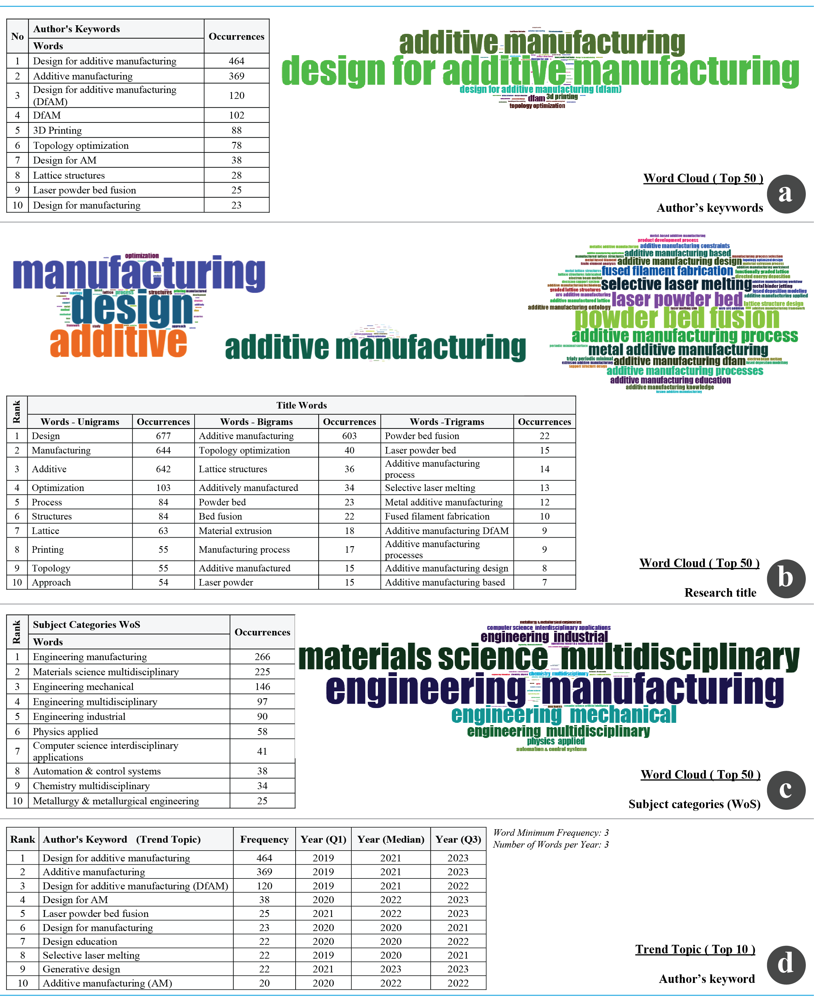 No Author's Keywords Occurrences
Words
1 Design for additive manufacturing 464
2 Additive manufacturing 369
3 Design for additive manufacturing (DfAM) 120
4 DfAM 102
5 3D Printing 88
6 Topology optimization 78
7 Design for AM 38
8 Lattice structures 28
9 Laser powder bed fusion 25
10 Design for manufacturing 23
additive manufacturing
design for additive manufacturing
design for additive manufacturing (dfam)
dfam 3d printing
topology optimization
Word Cloud ( Top 50 )
a
Author’s keyvwords
optimization
manufacturing
lattice process structures printing manufactured
design
framework study approach
additive
additive manufacturing
metal-based additive manufacturing
product development process
metallic additive manufacturing additive manufacturing constraints
additive manufacturing applications additive manufacturing based
manufactured lattice structures manufacturing process selection
metal fused filament additive manufacturing design topology optimized design
finite element analysis material extrusion process
additive manufacturing worksheet
metal lattice structures fused filament fabrication functionally graded lattice
lattice structures fabricated directed energy deposition
electron beam melted
decision support system selective laser melting additive manufacturing workflow
additive manufacturing technology metal binder jetting
graded lattice structures fused deposition modeling
arc additive manufacturing laser powder bed additive manufacturing applied
additive manufactured lattice lattice structure design
additive manufacturing ontology laser melting slm wire arc additive additive manufacturing framework
powder bed fusion
additive manufacturing process
periodic minimal surface metal additive manufacturing
triply periodic minimal additive manufacturing dfam electron beam melting
extrusion additive manufacturing fused deposition modelling
support structure design additive manufacturing processes
additive manufacturing education
additive manufacturing knowledge
fusion additive manufacturing
Rank Title Words
Words - Unigrams Occurrences Words - Bigrams Occurrences Words -Trigrams Occurrences
1 Design 677 Additive manufacturing 603 Powder bed fusion 22
2 Manufacturing 644 Topology optimization 40 Laser powder bed 15
3 Additive 642 Lattice structures 36 Additive manufacturing process 14
4 Optimization 103 Additively manufactured 34 Selective laser melting 13
5 Process 84 Powder bed 23 Metal additive manufacturing 12
6 Structures 84 Bed fusion 22 Fused filament fabrication 10
7 Lattice 63 Material extrusion 18 Additive manufacturing DfAM 9
8 Printing 55 Manufacturing process 17 Additive manufacturing processes 9
9 Topology 55 Additive manufactured 15 Additive manufacturing design 8
10 Approach 54 Laser powder 15 Additive manufacturing based 7
Word Cloud ( Top 50 )
b
Research title
Rank Subject Categories WoS Occurrences
Words
1 Engineering manufacturing 266
2 Materials science multidisciplinary 225
3 Engineering mechanical 146
4 Engineering multidisciplinary 97
5 Engineering industrial 90
6 Physics applied 58
7 Computer science interdisciplinary applications 41
8 Automation & control systems 38
9 Chemistry multidisciplinary 34
10 Metallurgy & metallurgical engineering 25
metallurgy & metallurgical engineering
computer science interdisciplinary applications
engineering industrial
operations research & management science
materials science multidisciplinary
chemistry multidisciplinary
engineering manufacturing
mechanics computer science artificial intelligence
engineering mechanical
engineering multidisciplinary
physics applied
automation & control systems
Word Cloud ( Top 50 )
c
Subject categories (WoS)
Rank Author's Keyword (Trend Topic) Frequency Year (Q1) Year (Median) Year (Q3)
1 Design for additive manufacturing 464 2019 2021 2023
2 Additive manufacturing 369 2019 2021 2023
3 Design for additive manufacturing (DfAM) 120 2019 2021 2022
4 Design for AM 38 2020 2022 2023
5 Laser powder bed fusion 25 2021 2022 2023
6 Design for manufacturing 23 2020 2020 2021
7 Design education 22 2020 2020 2022
8 Selective laser melting 22 2019 2020 2021
9 Generative design 22 2021 2023 2023
10 Additive manufacturing (AM) 20 2020 2022 2022
Word Minimum Frequency: 3
Number of Words per Year: 3
Trend Topic ( Top 10 )
d
Author’s keyword